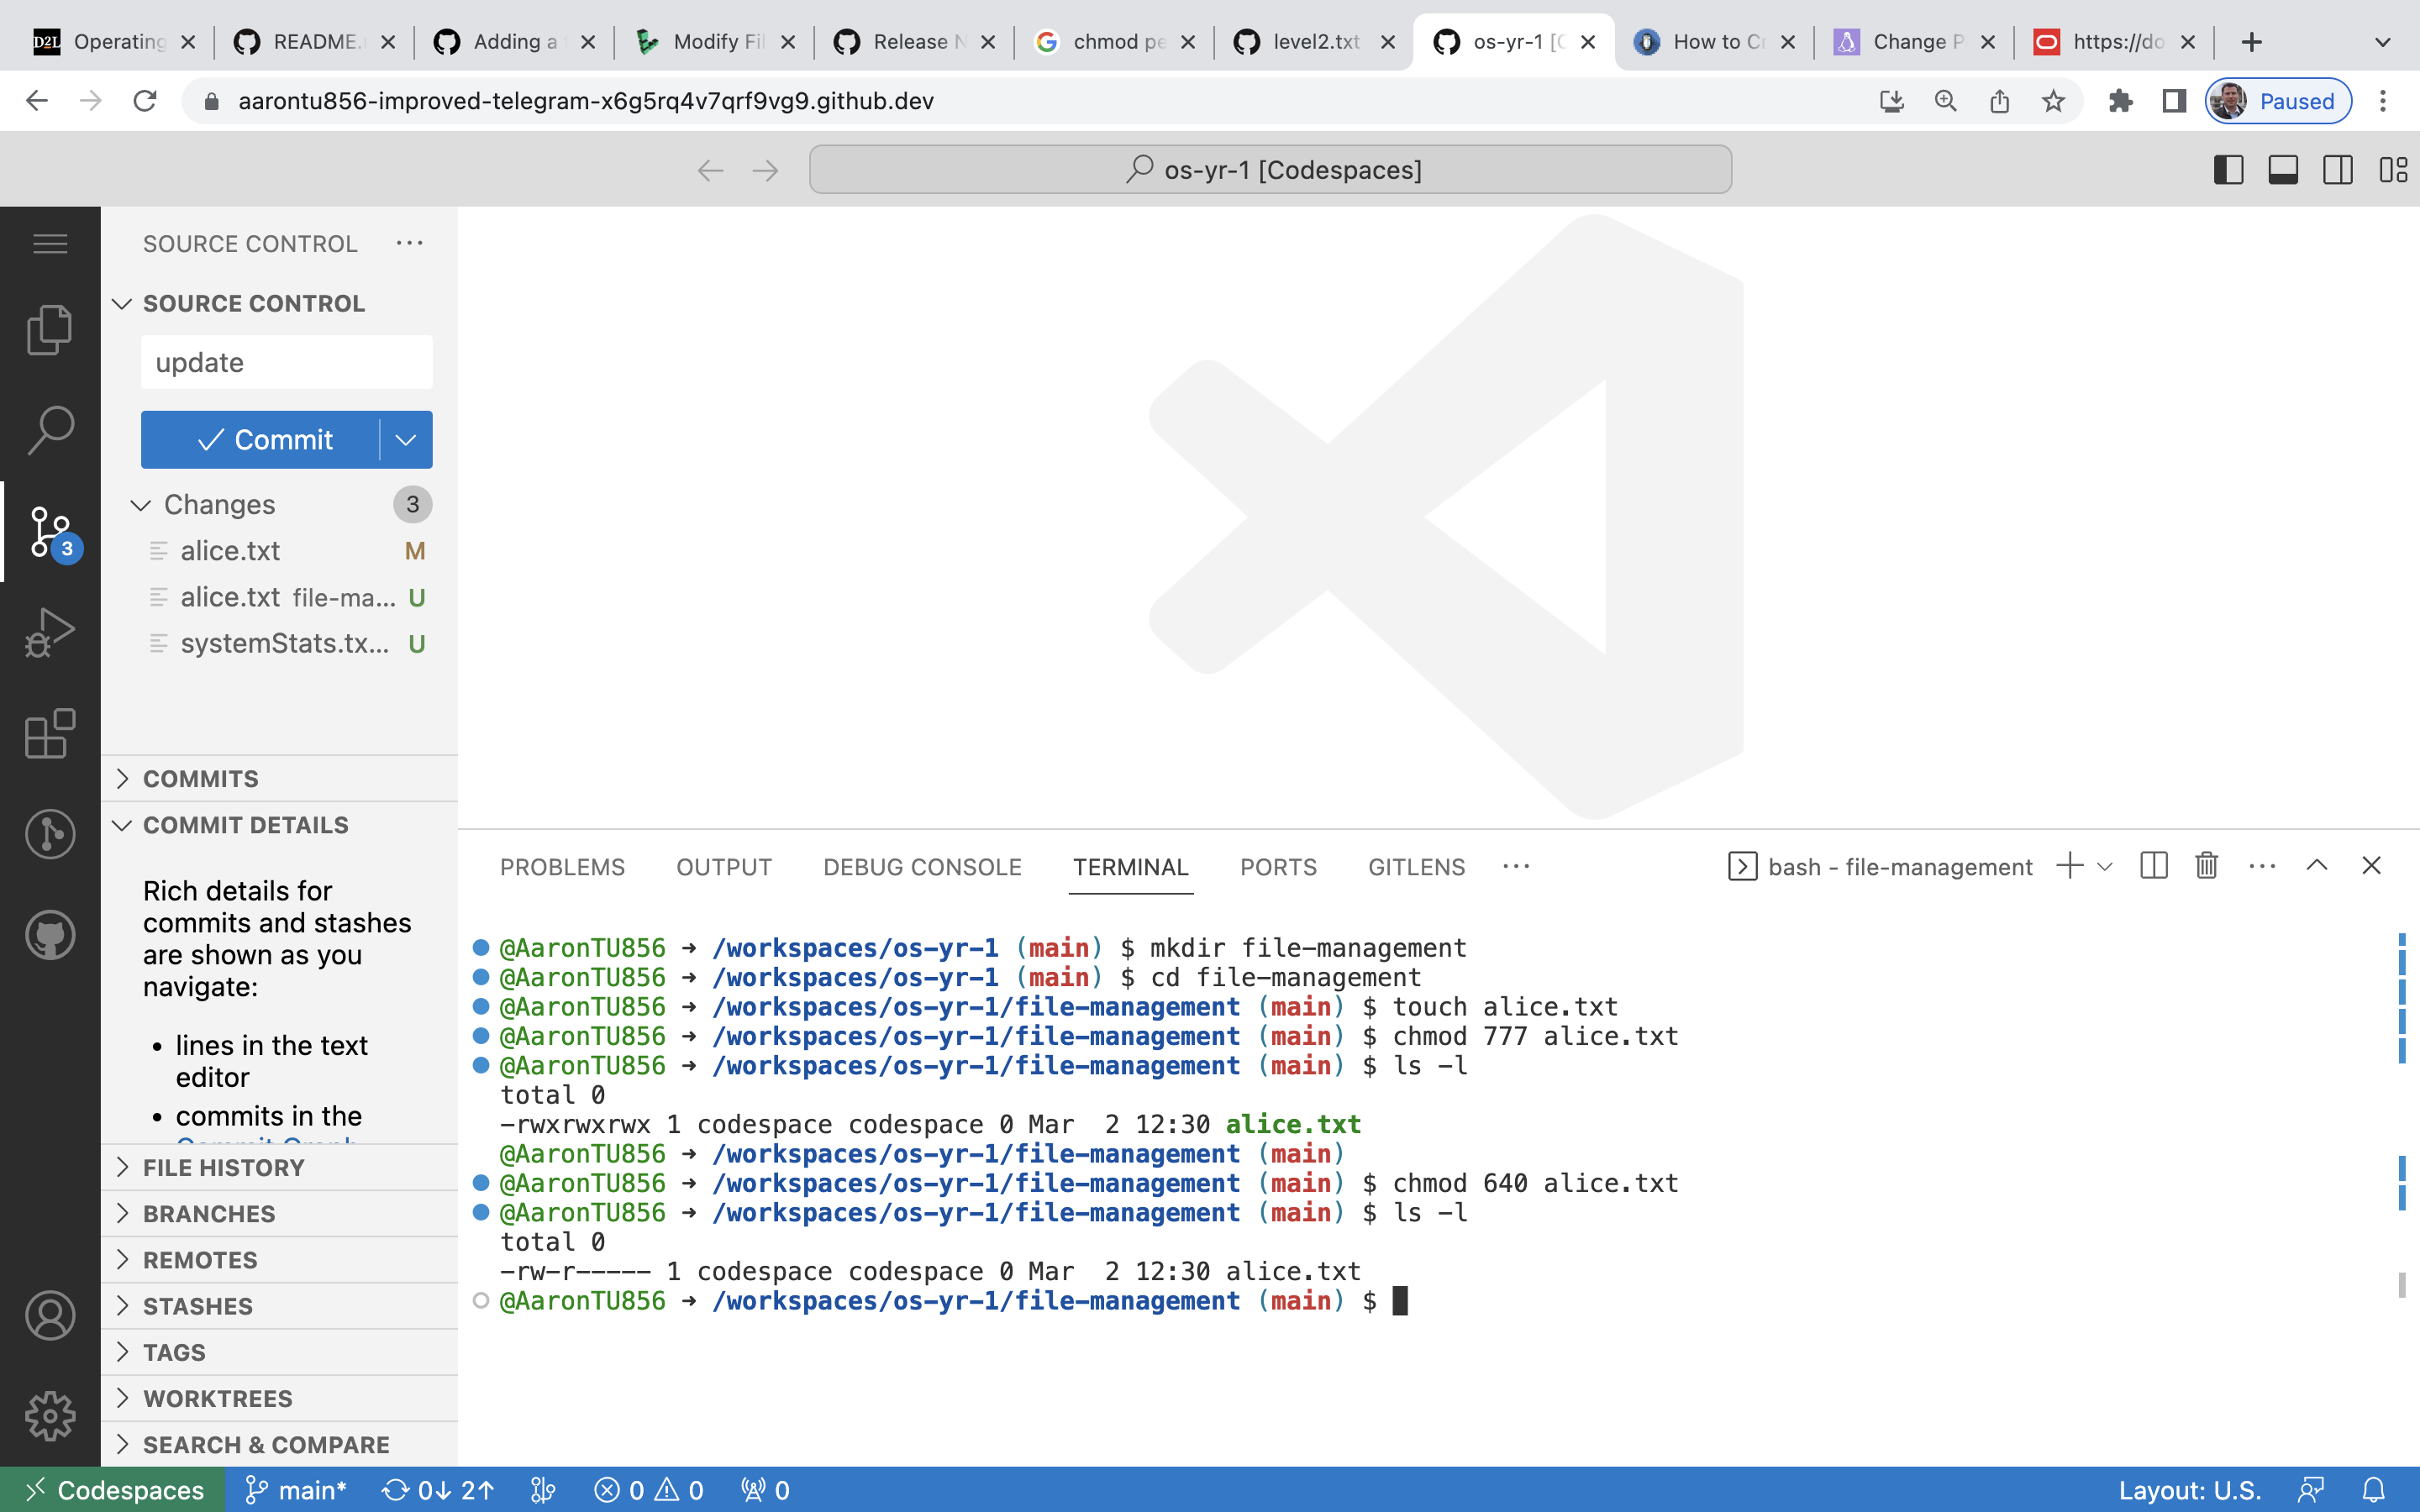 D2L Operating README. Adding a Modify Fil Release N chmod pe level2.txt os-yr-1 [C How to Cr Change P https://do
aarontu856-improved-telegram-x6g5rq4v7qrf9vg9.github.dev Paused
os-yr-1 [Codespaces]
SOURCE CONTROL ...
SOURCE CONTROL
update
Commit
Changes 3
3
alice.txt M
alice.txt file-ma... U
systemStats.tx... U
COMMITS
COMMIT DETAILS
Rich details for
commits and stashes
are shown as you
navigate:
• lines in the text
editor
• commits in the
Commit Graph
FILE HISTORY
BRANCHES
REMOTES
STASHES
TAGS
WORKTREES
SEARCH & COMPARE
PROBLEMS OUTPUT DEBUG CONSOLE TERMINAL PORTS GITLENS ... bash - file-management
@AaronTU856 → /workspaces/os-yr-1 (main) $ mkdir file-management
@AaronTU856 → /workspaces/os-yr-1 (main) $ cd file-management
@AaronTU856 → /workspaces/os-yr-1/file-management (main) $ touch alice.txt
@AaronTU856 → /workspaces/os-yr-1/file-management (main) $ chmod 777 alice.txt
@AaronTU856 → /workspaces/os-yr-1/file-management (main) $ ls -l
total 0
-rwxrwxrwx 1 codespace codespace 0 Mar  2 12:30 alice.txt
@AaronTU856 → /workspaces/os-yr-1/file-management (main)
@AaronTU856 → /workspaces/os-yr-1/file-management (main) $ chmod 640 alice.txt
@AaronTU856 → /workspaces/os-yr-1/file-management (main) $ ls -l
total 0
-rw-r----- 1 codespace codespace 0 Mar  2 12:30 alice.txt
@AaronTU856 → /workspaces/os-yr-1/file-management (main) $
Codespaces main* 0↓ 2↑ 0 0 0 Layout: U.S.